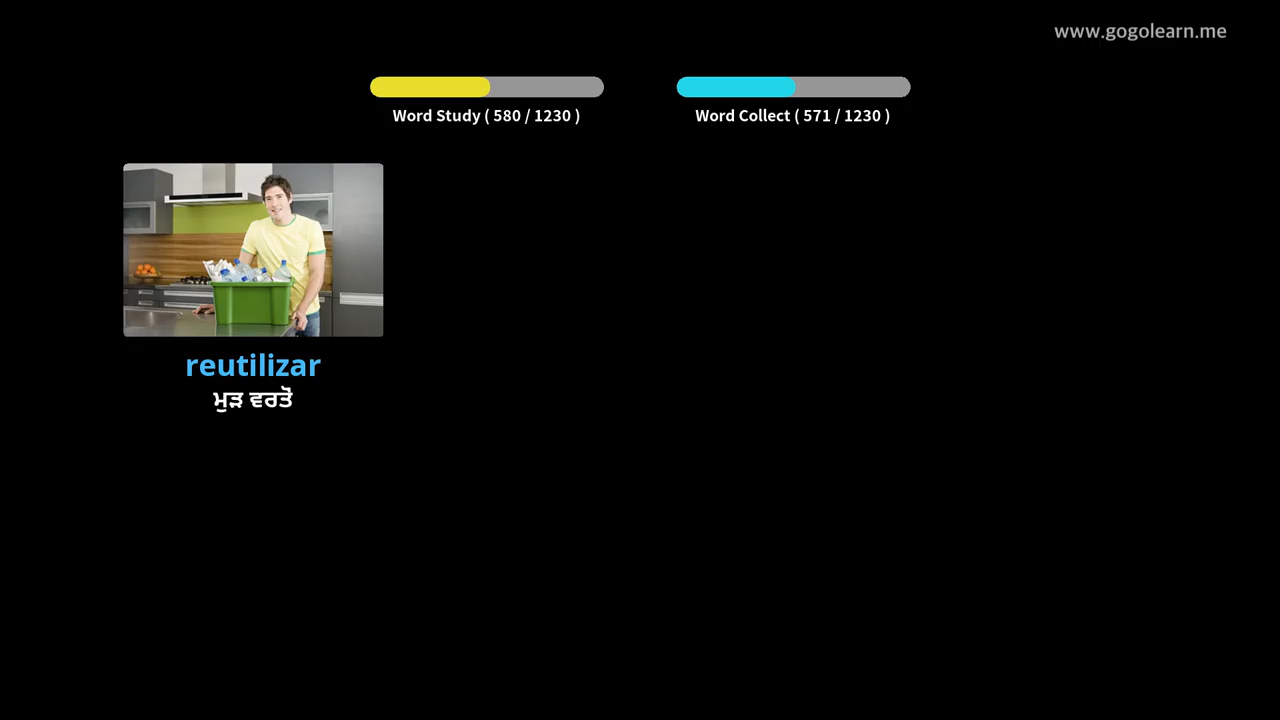 www.gogolearn.me
Word Study ( 580 / 1230 )
Word Collect ( 571 / 1230 )
reutilizar
ਮੁੜ ਵਰਤੋਂ